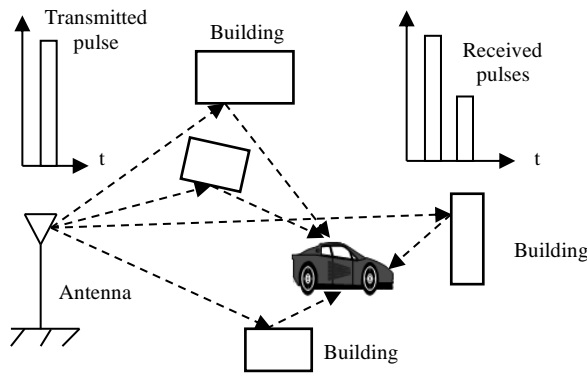 Transmitted
pulse
t
Building
Received
pulses
t
Antenna
Building
Building